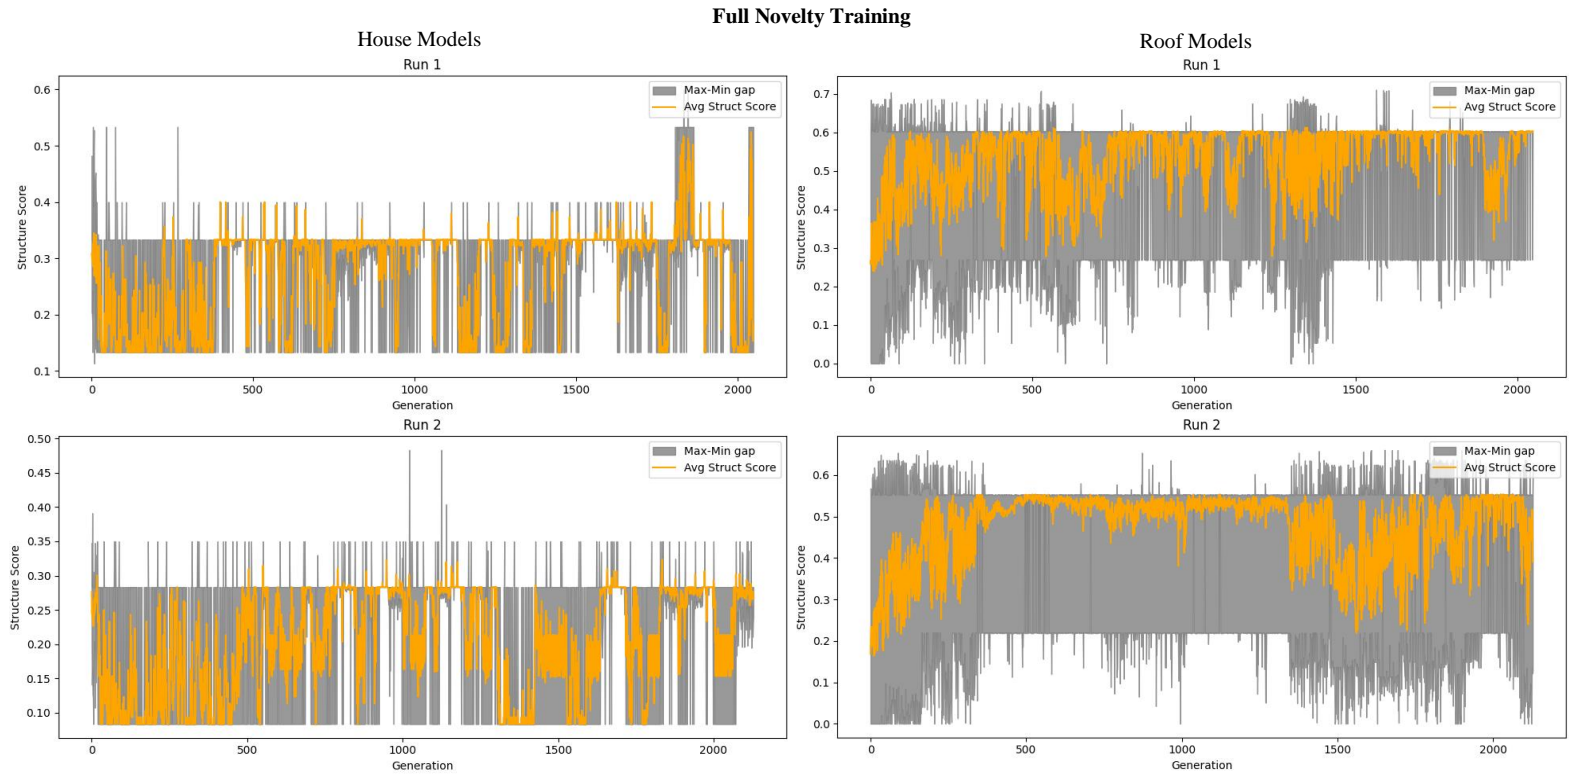 Full Novelty Training
House Models
Roof Models
Run 1
Structure Score
0.6
0.5
0.4
0.3
0.2
0.1
Max-Min gap
Avg Struct Score
0
500
1000
1500
2000
Generation
Run 1
Structure Score
0.7
0.6
0.5
0.4
0.3
0.2
0.1
0.0
Max-Min gap
Avg Struct Score
0
500
1000
1500
2000
Generation
Run 2
Structure Score
0.50
0.45
0.40
0.35
0.30
0.25
0.20
0.15
0.10
Max-Min gap
Avg Struct Score
0
500
1000
1500
2000
Generation
Run 2
Structure Score
0.6
0.5
0.4
0.3
0.2
0.1
0.0
Max-Min gap
Avg Struct Score
0
500
1000
1500
2000
Generation